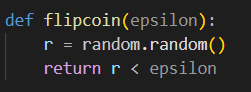 def flipcoin(epsilon):
    r = random.random()
    return r < epsilon